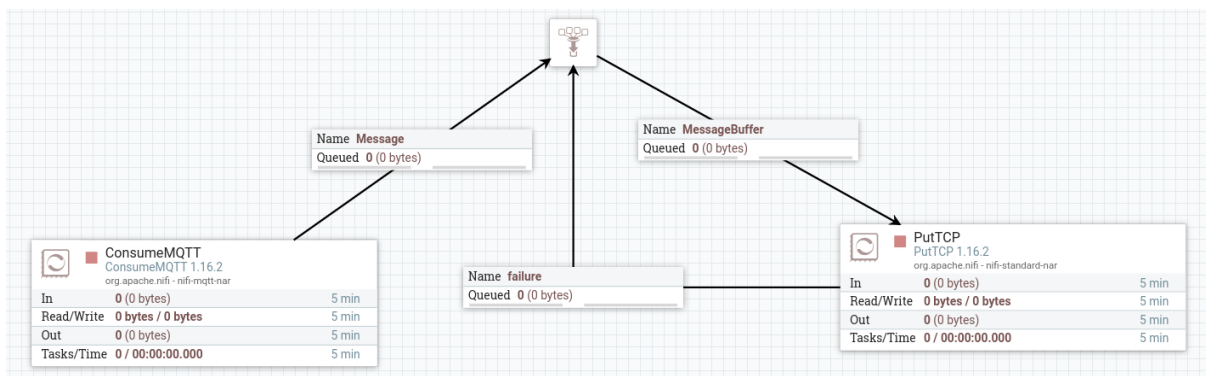 Name Message
Queued 0 (0 bytes)
Name MessageBuffer
Queued 0 (0 bytes)
ConsumeMQTT
ConsumeMQTT 1.16.2
org.apache.nifi - nifi-mqtt-nar
In 0 (0 bytes) 5 min
Read/Write 0 bytes / 0 bytes 5 min
Out 0 (0 bytes) 5 min
Tasks/Time 0 / 00:00:00.000 5 min
Name failure
Queued 0 (0 bytes)
PutTCP
PutTCP 1.16.2
org.apache.nifi - nifi-standard-nar
In 0 (0 bytes) 5 min
Read/Write 0 bytes / 0 bytes 5 min
Out 0 (0 bytes) 5 min
Tasks/Time 0 / 00:00:00.000 5 min